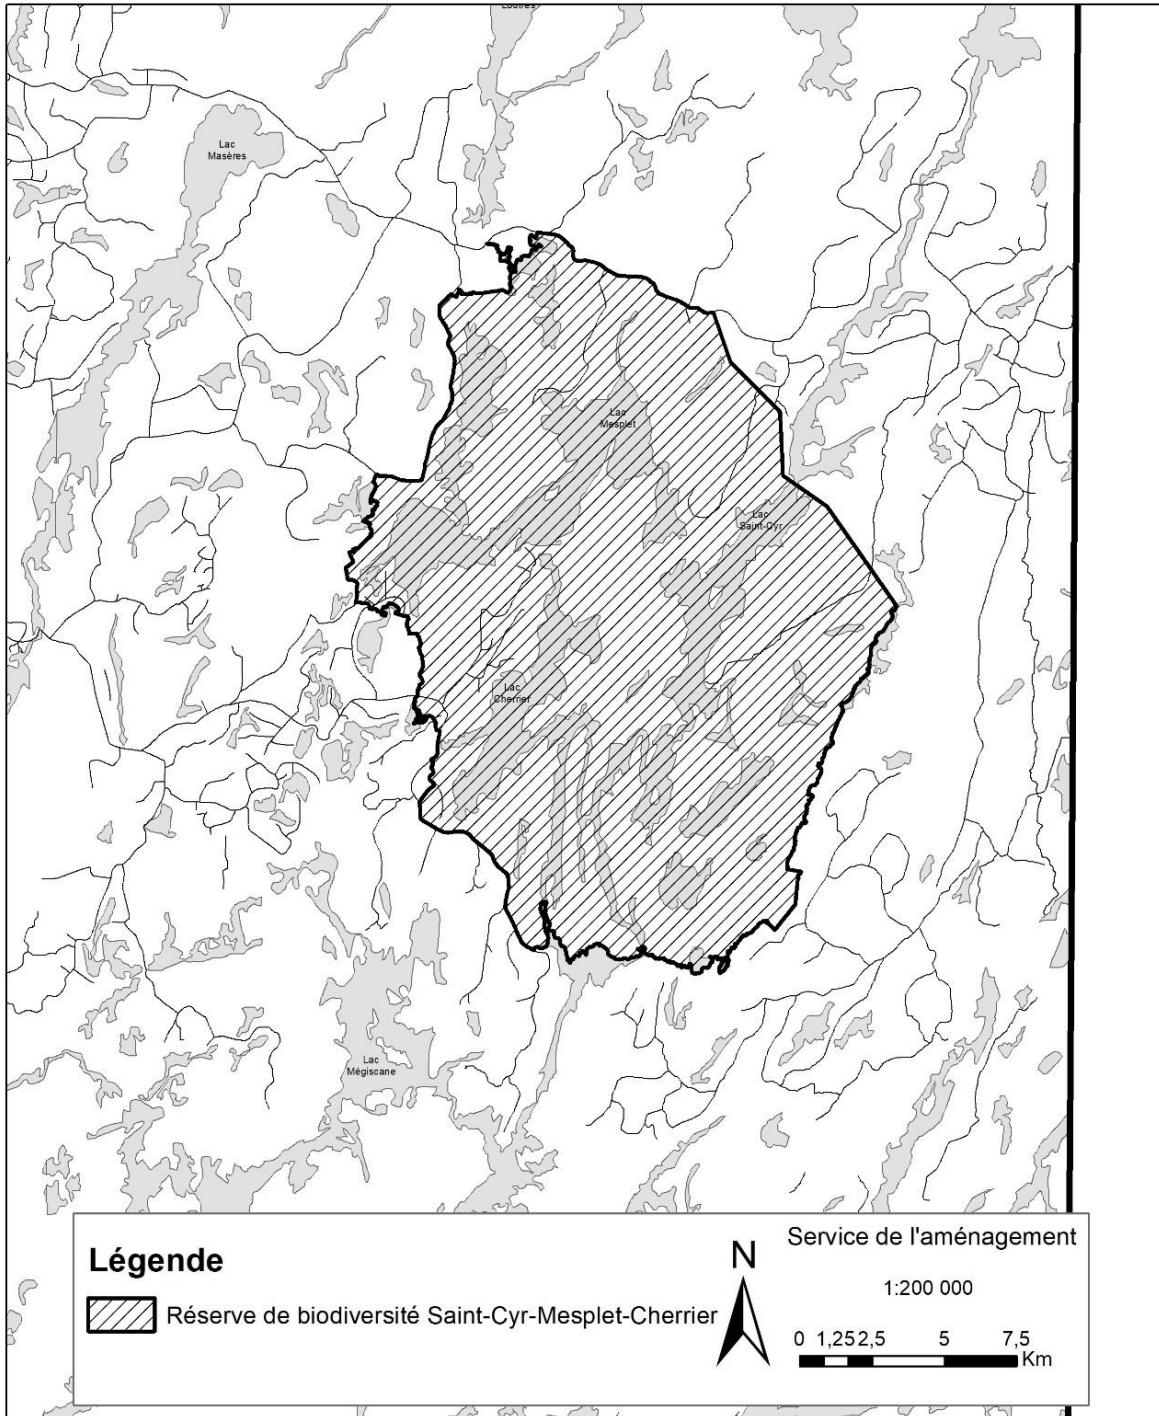 Loutres
Lac
Masères
Lac
Mesplet
Lac
Saint-Cyr
Lac
Cherrier
Lac
Mégiscane
Légende
Réserve de biodiversité Saint-Cyr-Mesplet-Cherrier
N
Service de l'aménagement
1:200 000
0 1,25 2,5 5 7,5
Km